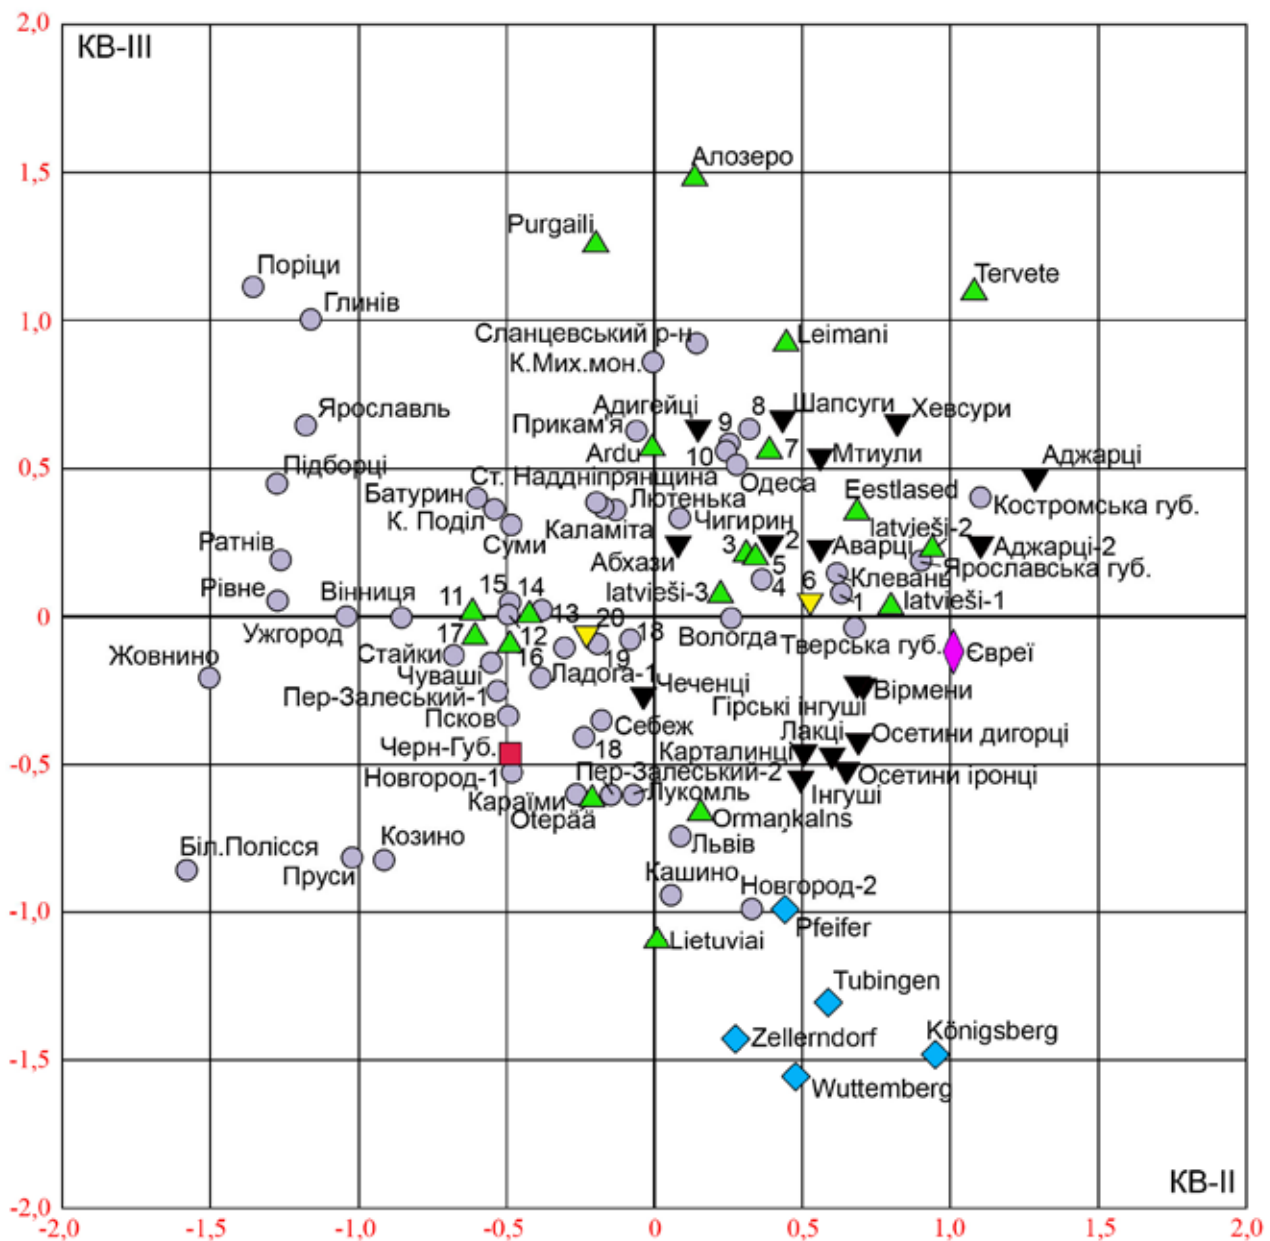 2,0
КВ-III
1,5
Алозеро
Purgaili
Поріци
Tervete
Глинів
1,0
Сланцевський р-н
Leimani
К.Мих.мон.
Ярославль
Адигейці
8
Шапсуги
Хевсури
Прикам'я
9
Ardu
10
7
Мтиули
Аджарці
0,5
Підборці
Ст. Наддніпрянщина
Одеса
Eestlased
Батурин
Лютенька
Костромська губ.
К. Поділ
Каламіта
Чигирин
latvieši-2
Суми
Ратнів
Абхази
3
2
Аварці
Аджарці-2
5
4
6
Клевань
Ярославська губ.
Рівне
Вінниця
11
15
14
latvieši-3
1
latvieši-1
0
13
20
18
Ужгород
17
12
Вологда
Тверська губ.
Жовнино
Стайки
16
19
Євреї
Чуваші
Ладога-1
Чеченці
Пер-Залеський-1
Вірмени
Псков
Себеж
Гірські інгуші
Черн-Губ.
18
Лакці
Осетини дигорці
Карталинці
-0,5
Новгород-1
Пер-Залеський-2
Осетини іронці
Караїми
Лукомль
Інгуші
Otepää
Ormaņkalns
Біл.Полісся
Козино
Львів
Пруси
Кашино
Новгород-2
-1,0
Pfeifer
Lietuviai
Tubingen
Zellerndorf
Königsberg
-1,5
Wuttemberg
КВ-II
-2,0
-2,0
-1,5
-1,0
-0,5
0
0,5
1,0
1,5
2,0